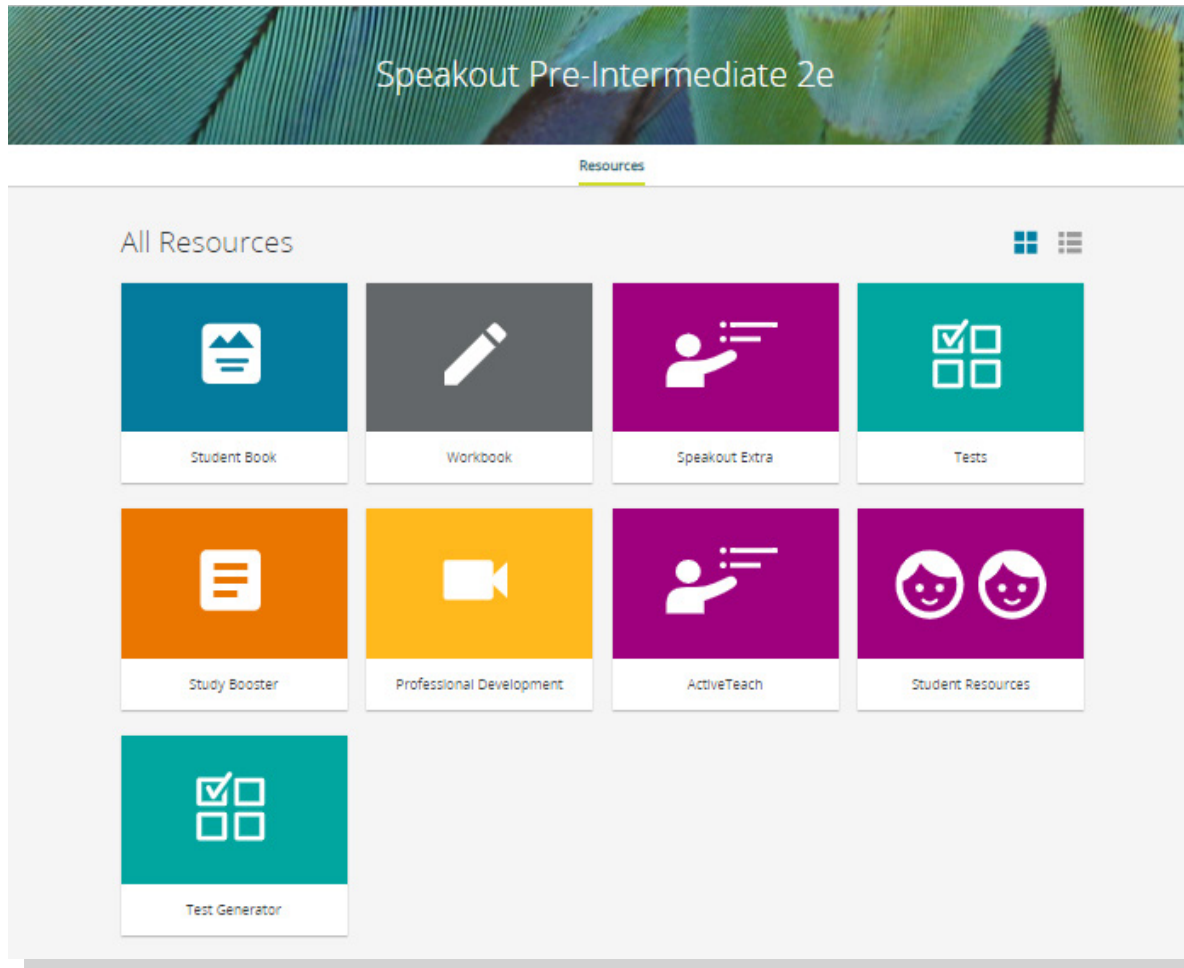 Speakout Pre-Intermediate 2e
Resources
All Resources
Student Book
Workbook
Speakout Extra
Tests
Study Booster
Professional Development
ActiveTeach
Student Resources
Test Generator